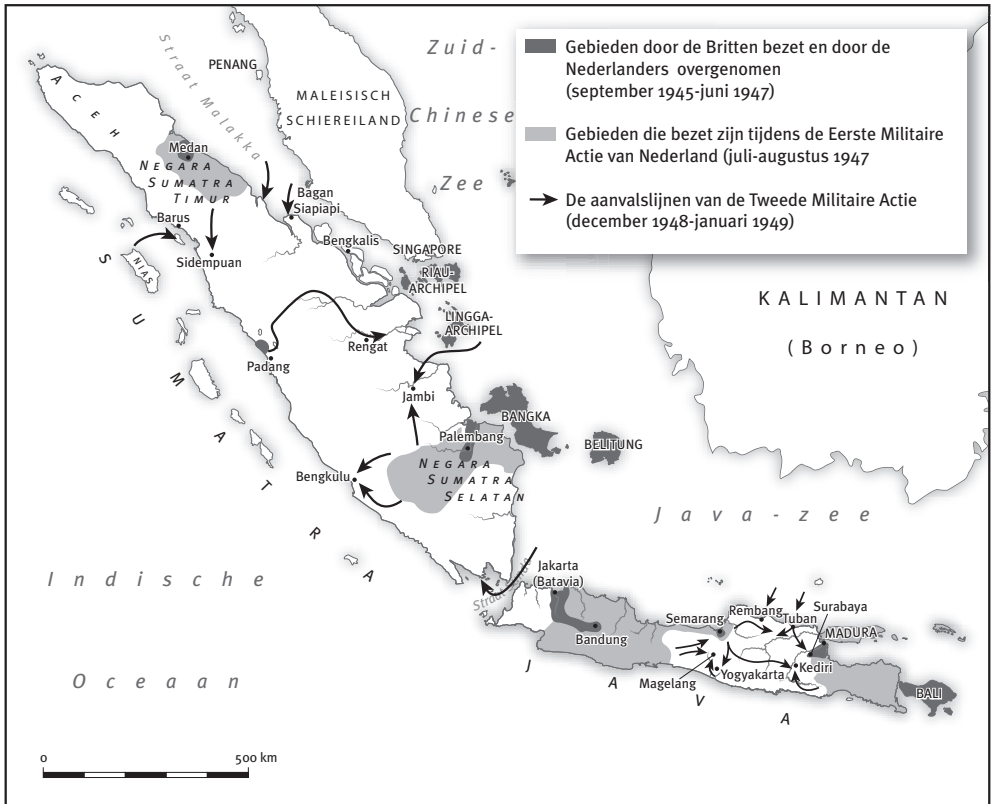 Gebieden door de Britten bezet en door de
Nederlanders overgenomen
(september 1945-juni 1947)
Gebieden die bezet zijn tijdens de Eerste Militaire
Actie van Nederland (juli-augustus 1947
De aanvalslijnen van de Tweede Militaire Actie
(december 1948-januari 1949)
Zuid-
Chinese
Zee
Straat Malakka
PENANG
MALEISISCH
SCHIEREILAND
ACEH
Medan
NEGARA
SUMATRA
TIMUR
Bagan
Siapiapi
Barus
Bengkalis
NIAS
Sidempuan
SINGAPORE
RIAU-
ARCHIPEL
LINGGA-
ARCHIPEL
KALIMANTAN
(Borneo)
Padang
Rengat
Jambi
BANGKA
Palembang
BELITUNG
Bengkulu
NEGARA
SUMATRA
SELATAN
SUMATRA
Java-zee
Indische
Oceaan
Straat
Jakarta
(Batavia)
Bandung
Semarang
Rembang
Tuban
Surabaya
MADURA
Magelang
Yogyakarta
Kediri
BALI
JAVA
0 500 km